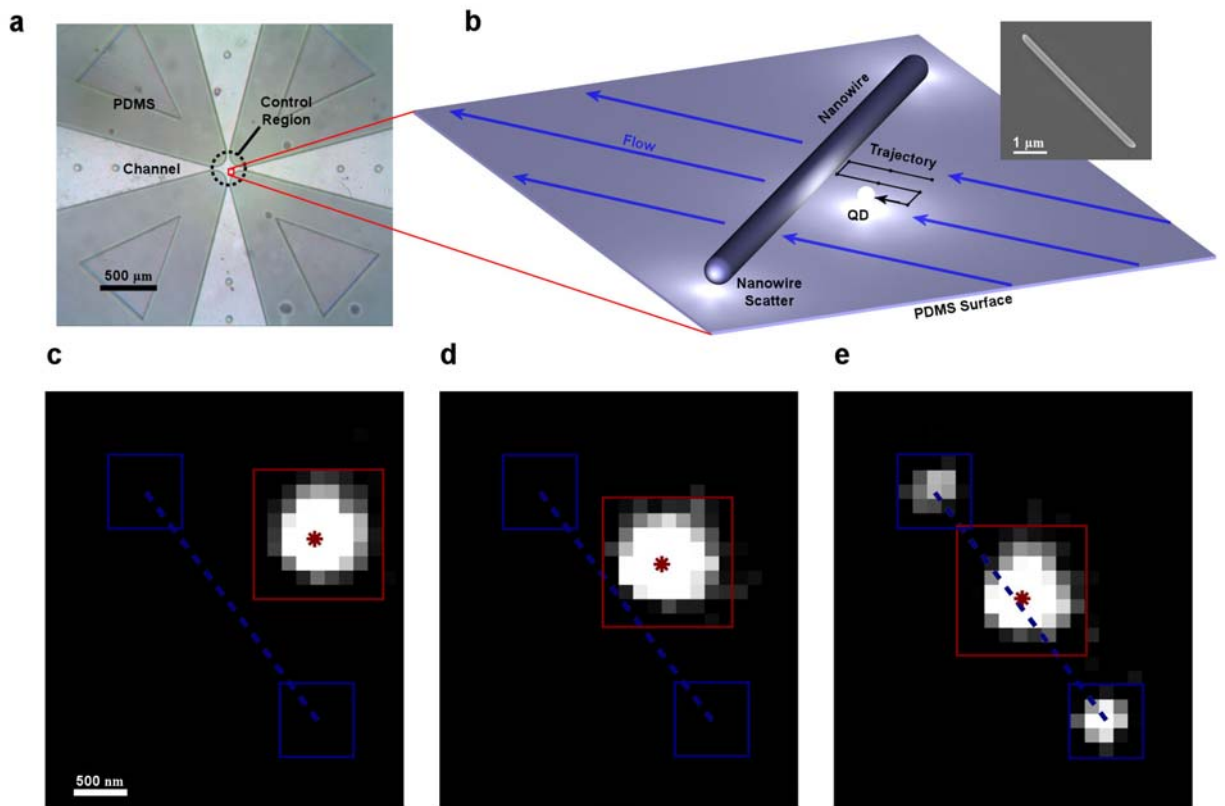 a
PDMS
Control
Region
Channel
500 µm
b
Nanowire
1 µm
Flow
Trajectory
QD
Nanowire
Scatter
PDMS Surface
c
d
e
500 nm